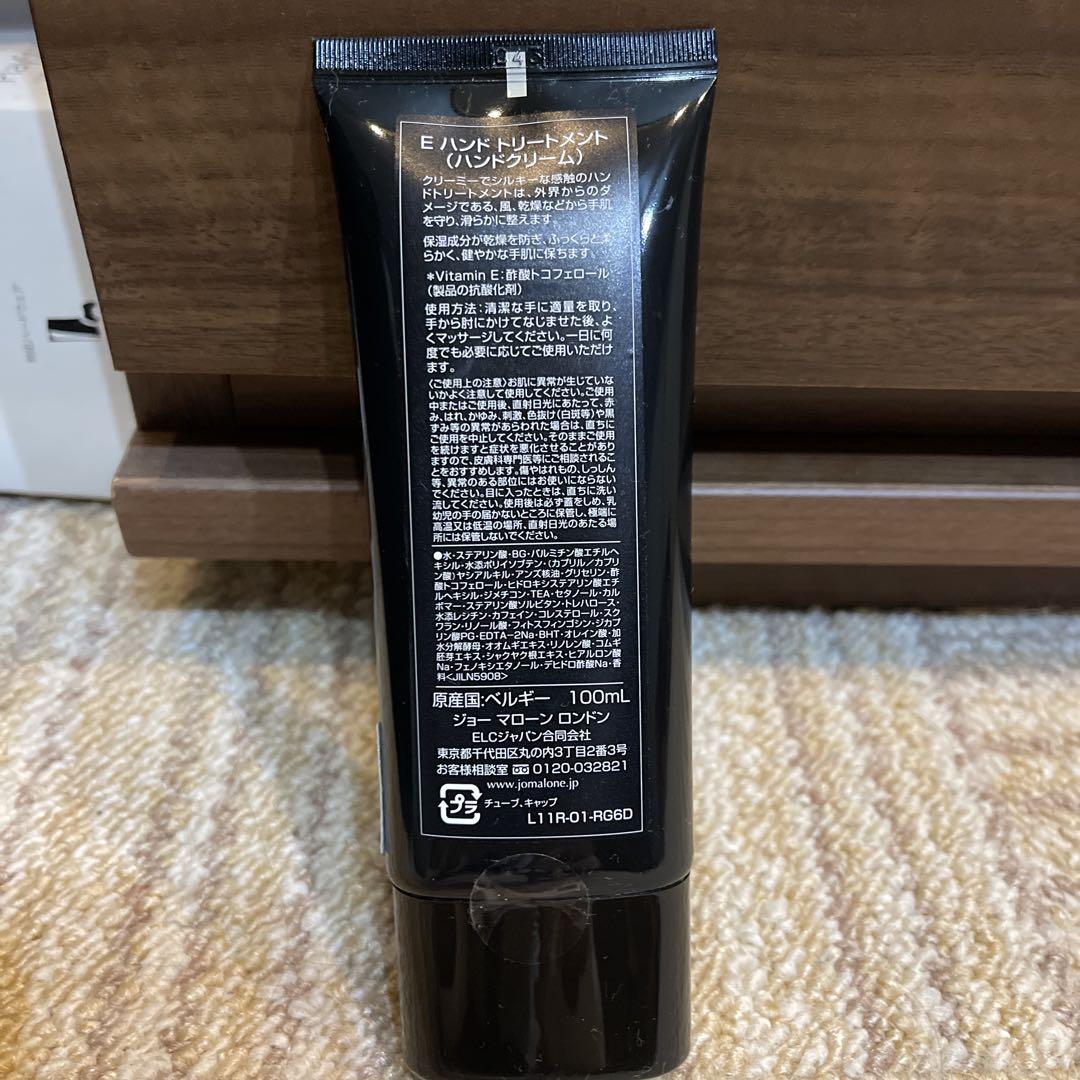 E ハンド トリートメント
(ハンドクリーム)
クリーミーでシルキーな感触のハン
ドトリートメントは、外界からのダ
メージである、風、乾燥などから手肌
を守り、滑らかに整えます。
保湿成分が乾燥を防ぎ、ふっくらと柔
らかく、健やかな手肌に保ちます。
*Vitamin E:酢酸トコフェロール
(製品の抗酸化剤)
使用方法:清潔な手に適量を取り、
手から肘にかけてなじませた後、よ
くマッサージしてください。一日に何
度でも必要に応じてご使用いただけ
ます。
〈ご使用上の注意〉お肌に異常が生じていな
いかよく注意して使用してください。ご使用
中またはご使用後、直射日光にあたって、赤
み、はれ、かゆみ、刺激、色抜け(白斑等)や黒
ずみ等の異常があらわれた場合は、直ちに
ご使用を中止してください。そのままご使用
を続けますと症状を悪化させることがあり
ますので、皮膚科専門医等にご相談されるこ
とをおすすめします。傷やはれもの、しっしん
等、異常のある部位にはお使いにならない
でください。目に入ったときは、直ちに洗い
流してください。使用後は必ず蓋をしめ、乳
幼児の手の届かないところに保管し、極端に
高温又は低温の場所、直射日光のあたる場
所には保管しないでください。
●水・ステアリン酸・BG・パルミチン酸エチルヘ
キシル・水添ポリイソブテン・(カプリル/カプリ
ン酸)ヤシアルキル・アンズ核油・グリセリン・酢
酸トコフェロール・ヒドロキシステアリン酸エチ
ルヘキシル・ジメチコン・TEA・セタノール・カル
ボマー・ステアリン酸ソルビタン・トレハロース・
水添レシチン・カフェイン・コレステロール・スク
ワラン・リノール酸・フィトスフィンゴシン・ジカプ
リン酸PG・EDTA-2Na・BHT・オレイン酸・加
水分解酵母・オオムギエキス・リノレン酸・コムギ
胚芽エキス・シャクヤク根エキス・ヒアルロン酸
Na・フェノキシエタノール・デヒドロ酢酸Na・香
料<JILN5908>
原産国:ベルギー 100mL
ジョー マローン ロンドン
ELCジャパン合同会社
東京都千代田区丸の内3丁目2番3号
お客様相談室 0120-032821
www.jomalone.jp
プラ チューブ、キャップ
L11R-01-RG6D